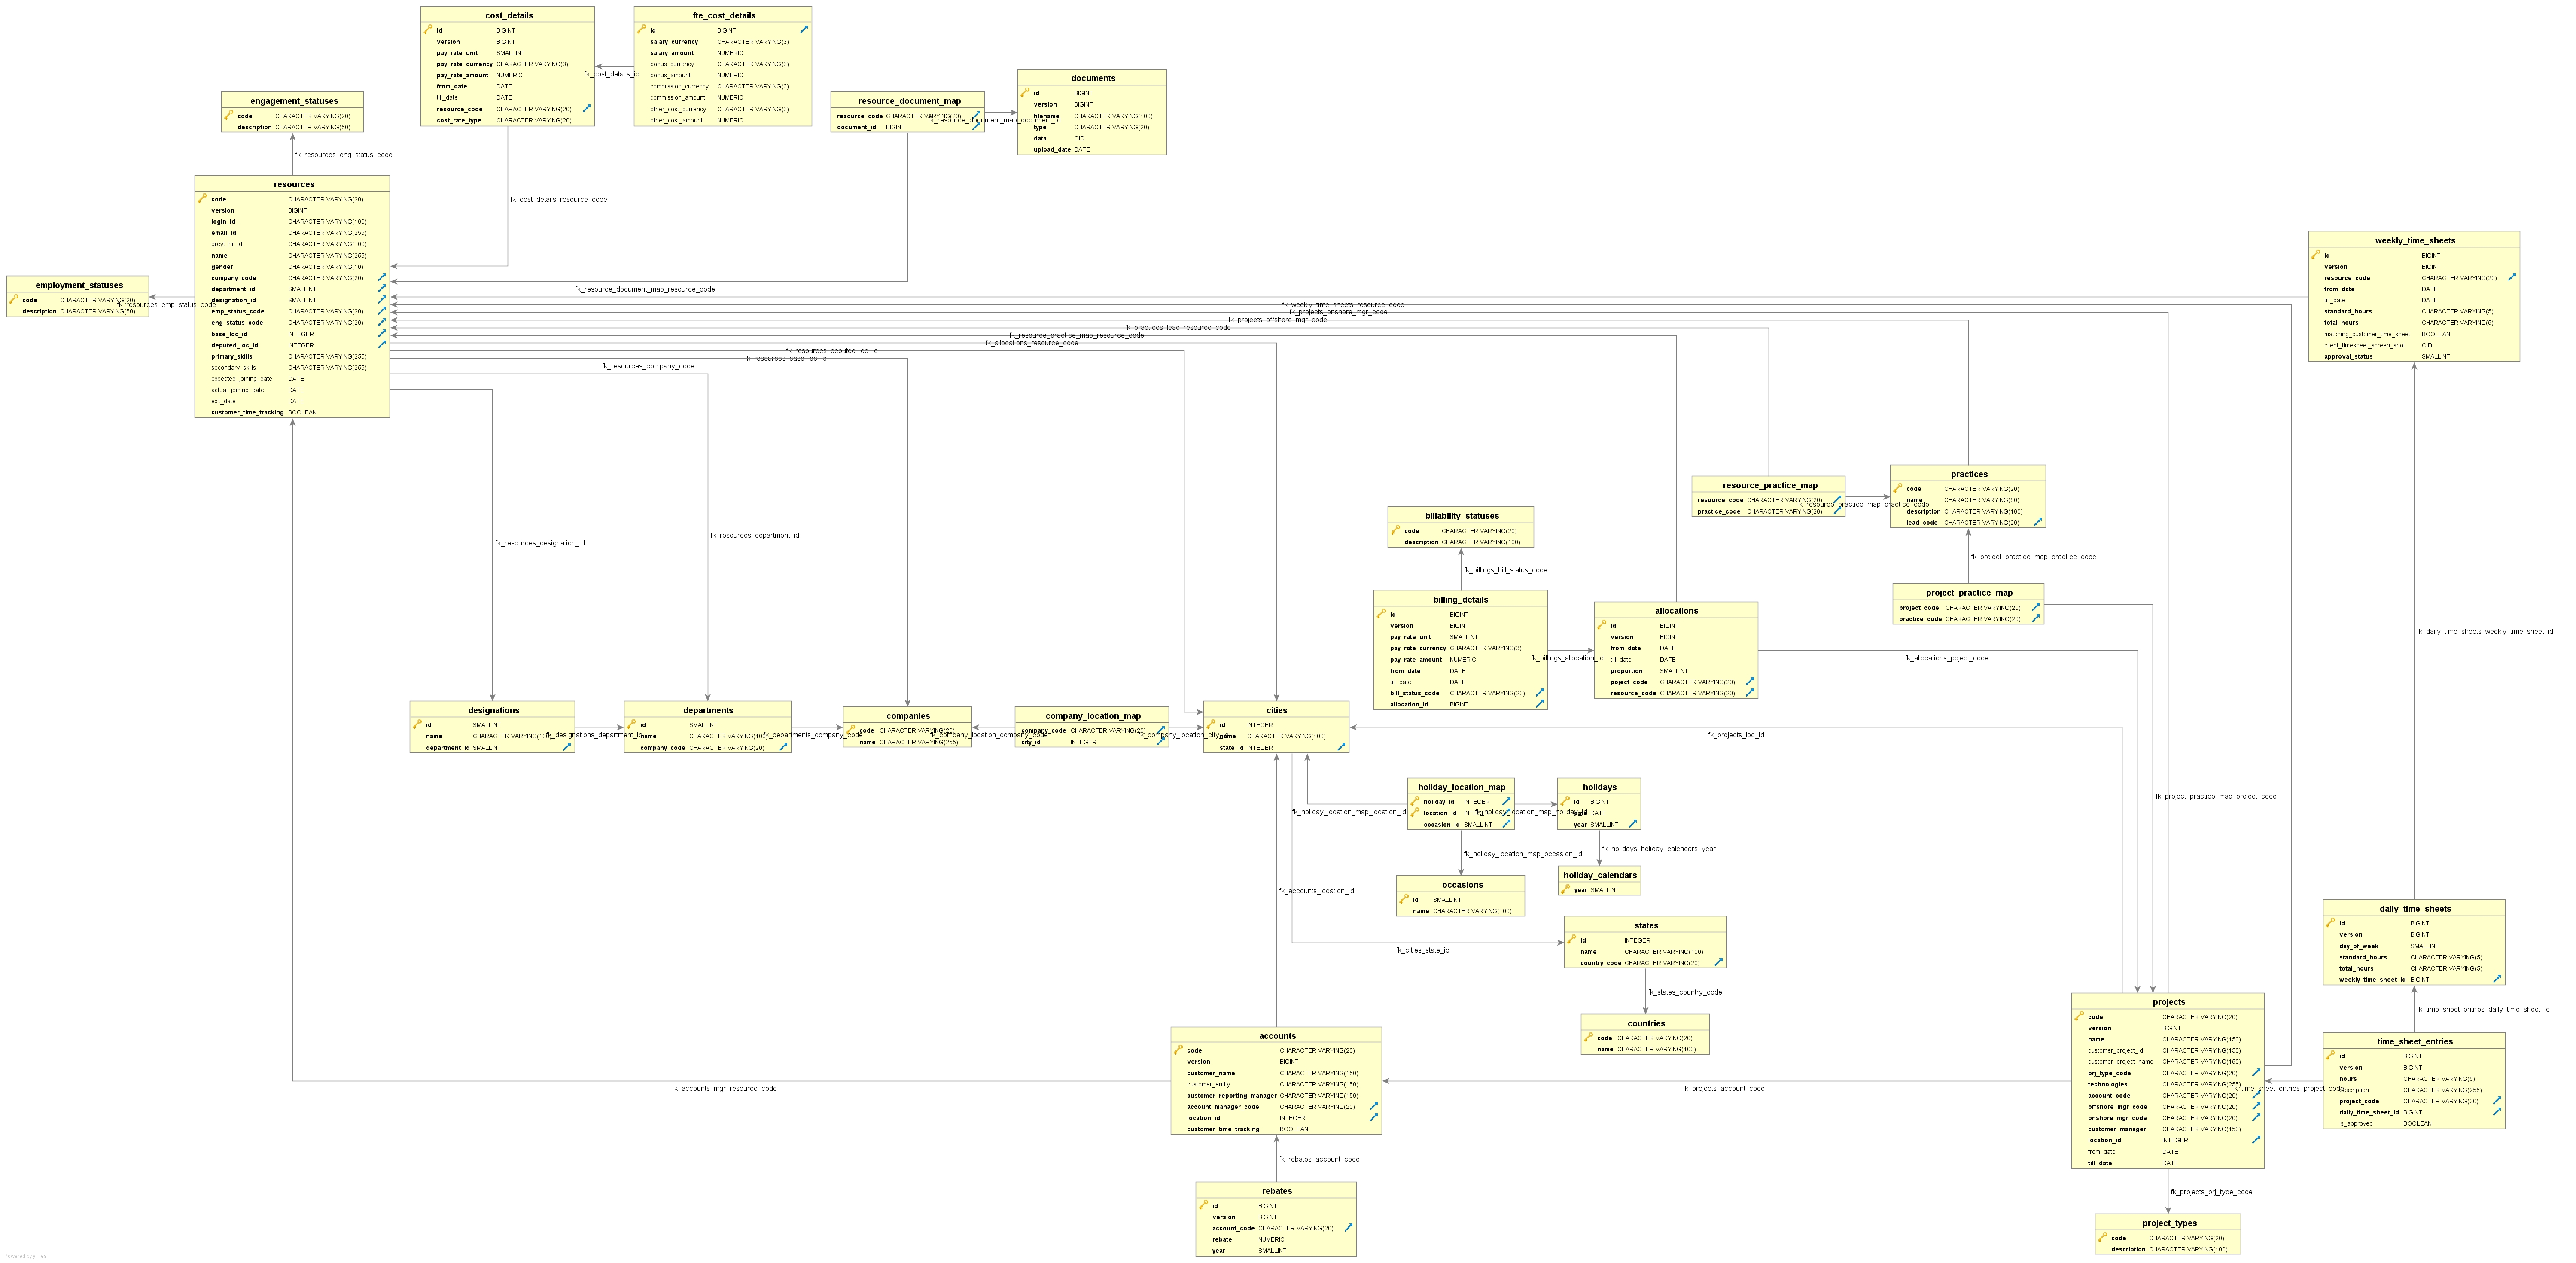 cost_details
id BIGINT
version BIGINT
pay_rate_unit SMALLINT
pay_rate_currency CHARACTER VARYING(3)
pay_rate_amount NUMERIC
from_date DATE
till_date DATE
resource_code CHARACTER VARYING(20)
cost_rate_type CHARACTER VARYING(20)
fte_cost_details
id BIGINT
salary_currency CHARACTER VARYING(3)
salary_amount NUMERIC
bonus_currency CHARACTER VARYING(3)
bonus_amount NUMERIC
commission_currency CHARACTER VARYING(3)
commission_amount NUMERIC
other_cost_currency CHARACTER VARYING(3)
other_cost_amount NUMERIC
fk_cost_details_id
documents
id BIGINT
version BIGINT
filename CHARACTER VARYING(100)
type CHARACTER VARYING(20)
data OID
upload_date DATE
resource_document_map
resource_code CHARACTER VARYING(20)
document_id BIGINT
fk_resource_document_map_document_id
engagement_statuses
code CHARACTER VARYING(20)
description CHARACTER VARYING(50)
fk_resources_eng_status_code
resources
code CHARACTER VARYING(20)
version BIGINT
login_id CHARACTER VARYING(100)
email_id CHARACTER VARYING(255)
greyt_hr_id CHARACTER VARYING(100)
name CHARACTER VARYING(255)
gender CHARACTER VARYING(10)
company_code CHARACTER VARYING(20)
department_id SMALLINT
designation_id SMALLINT
emp_status_code CHARACTER VARYING(20)
eng_status_code CHARACTER VARYING(20)
base_loc_id INTEGER
deputed_loc_id INTEGER
primary_skills CHARACTER VARYING(255)
secondary_skills CHARACTER VARYING(255)
expected_joining_date DATE
actual_joining_date DATE
exit_date DATE
customer_time_tracking BOOLEAN
fk_cost_details_resource_code
employment_statuses
code CHARACTER VARYING(20)
description CHARACTER VARYING(50)
fk_resources_emp_status_code
fk_resource_document_map_resource_code
fk_weekly_time_sheets_resource_code
fk_projects_onshore_mgr_code
fk_projects_offshore_mgr_code
fk_practices_lead_resource_code
fk_resource_practice_map_resource_code
fk_allocations_resource_code
fk_resources_deputed_loc_id
fk_resources_base_loc_id
fk_resources_company_code
weekly_time_sheets
id BIGINT
version BIGINT
resource_code CHARACTER VARYING(20)
from_date DATE
till_date DATE
standard_hours CHARACTER VARYING(5)
total_hours CHARACTER VARYING(5)
matching_customer_time_sheet BOOLEAN
client_timesheet_screen_shot OID
approval_status SMALLINT
resource_practice_map
resource_code CHARACTER VARYING(20)
practice_code CHARACTER VARYING(20)
fk_resource_practice_map_practice_code
practices
code CHARACTER VARYING(20)
name CHARACTER VARYING(50)
description CHARACTER VARYING(100)
lead_code CHARACTER VARYING(20)
billability_statuses
code CHARACTER VARYING(20)
description CHARACTER VARYING(100)
fk_resources_designation_id
fk_resources_department_id
fk_project_practice_map_practice_code
fk_billings_bill_status_code
billing_details
id BIGINT
version BIGINT
pay_rate_unit SMALLINT
pay_rate_currency CHARACTER VARYING(3)
pay_rate_amount NUMERIC
from_date DATE
till_date DATE
bill_status_code CHARACTER VARYING(20)
allocation_id BIGINT
fk_billings_allocation_id
allocations
id BIGINT
version BIGINT
from_date DATE
till_date DATE
proportion SMALLINT
poject_code CHARACTER VARYING(20)
resource_code CHARACTER VARYING(20)
project_practice_map
project_code CHARACTER VARYING(20)
practice_code CHARACTER VARYING(20)
fk_allocations_poject_code
fk_daily_time_sheets_weekly_time_sheet_id
designations
id SMALLINT
name CHARACTER VARYING(100)
department_id SMALLINT
fk_designations_department_id
departments
id SMALLINT
name CHARACTER VARYING(100)
company_code CHARACTER VARYING(20)
fk_departments_company_code
companies
code CHARACTER VARYING(20)
name CHARACTER VARYING(255)
fk_company_location_company_code
company_location_map
company_code CHARACTER VARYING(20)
city_id INTEGER
fk_company_location_city_id
cities
id INTEGER
name CHARACTER VARYING(100)
state_id INTEGER
fk_projects_loc_id
holiday_location_map
holiday_id INTEGER
location_id INTEGER
occasion_id SMALLINT
fk_holiday_location_map_location_id
fk_holiday_location_map_holiday_id
holidays
id BIGINT
date DATE
year SMALLINT
fk_project_practice_map_project_code
fk_holiday_location_map_occasion_id
fk_holidays_holiday_calendars_year
holiday_calendars
year SMALLINT
occasions
id SMALLINT
name CHARACTER VARYING(100)
fk_accounts_location_id
states
id INTEGER
name CHARACTER VARYING(100)
country_code CHARACTER VARYING(20)
fk_cities_state_id
fk_states_country_code
countries
code CHARACTER VARYING(20)
name CHARACTER VARYING(100)
daily_time_sheets
id BIGINT
version BIGINT
day_of_week SMALLINT
standard_hours CHARACTER VARYING(5)
total_hours CHARACTER VARYING(5)
weekly_time_sheet_id BIGINT
fk_time_sheet_entries_daily_time_sheet_id
projects
code CHARACTER VARYING(20)
version BIGINT
name CHARACTER VARYING(150)
customer_project_id CHARACTER VARYING(150)
customer_project_name CHARACTER VARYING(150)
prj_type_code CHARACTER VARYING(20)
technologies CHARACTER VARYING(255)
account_code CHARACTER VARYING(20)
offshore_mgr_code CHARACTER VARYING(20)
onshore_mgr_code CHARACTER VARYING(20)
customer_manager CHARACTER VARYING(150)
location_id INTEGER
from_date DATE
till_date DATE
time_sheet_entries
id BIGINT
version BIGINT
hours CHARACTER VARYING(5)
description CHARACTER VARYING(255)
project_code CHARACTER VARYING(20)
daily_time_sheet_id BIGINT
is_approved BOOLEAN
fk_time_sheet_entries_project_code
accounts
code CHARACTER VARYING(20)
version BIGINT
customer_name CHARACTER VARYING(150)
customer_entity CHARACTER VARYING(150)
customer_reporting_manager CHARACTER VARYING(150)
account_manager_code CHARACTER VARYING(20)
location_id INTEGER
customer_time_tracking BOOLEAN
fk_accounts_mgr_resource_code
fk_projects_account_code
fk_rebates_account_code
rebates
id BIGINT
version BIGINT
account_code CHARACTER VARYING(20)
rebate NUMERIC
year SMALLINT
fk_projects_prj_type_code
project_types
code CHARACTER VARYING(20)
description CHARACTER VARYING(100)
Powered by yFiles